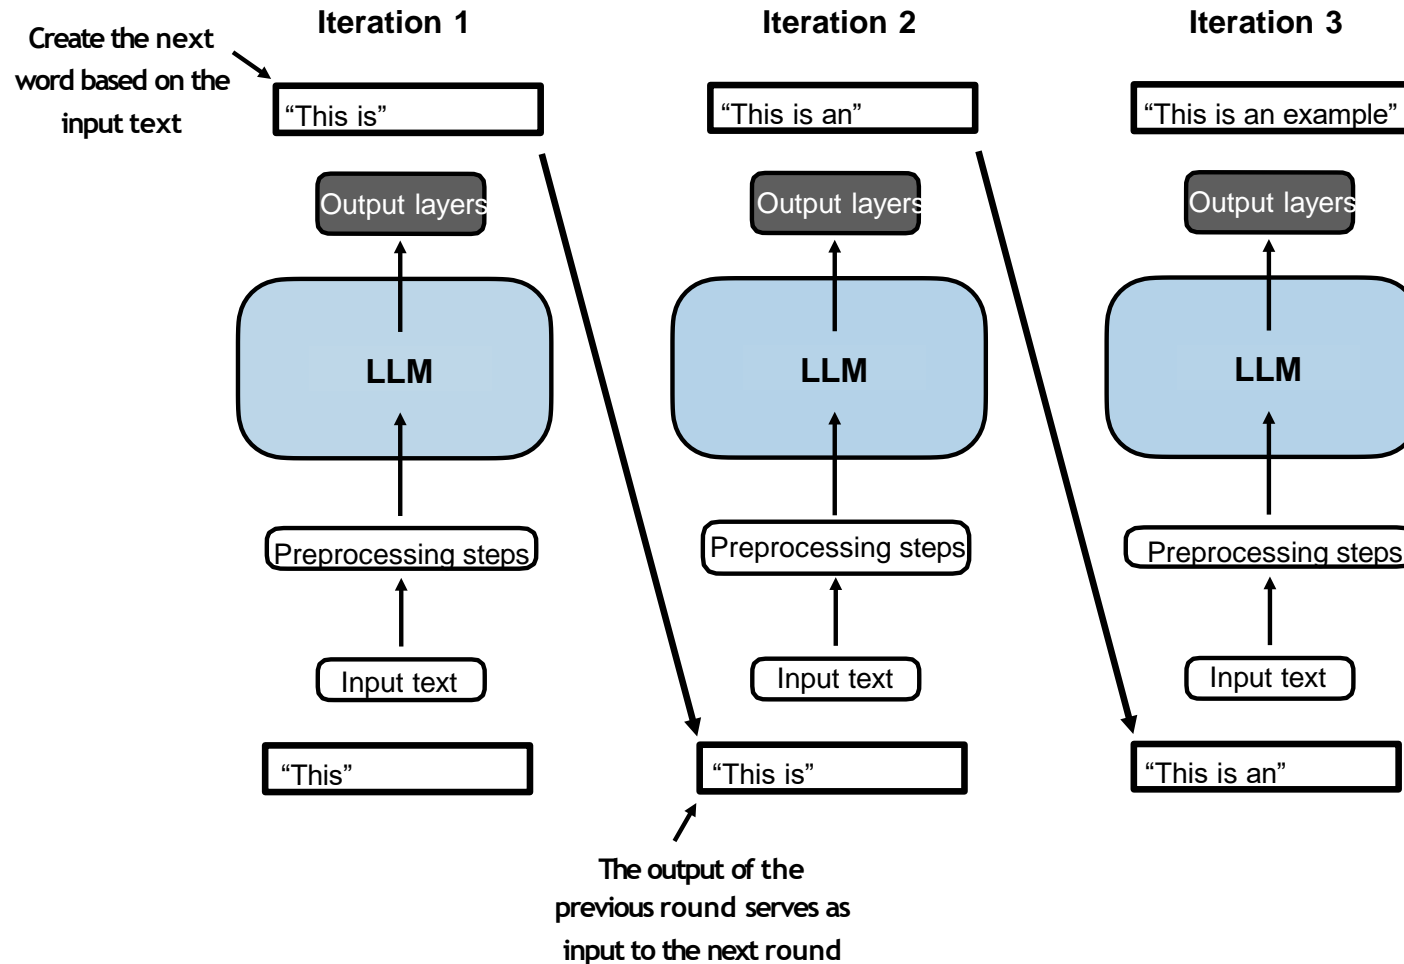 Iteration 1
Iteration 2
Iteration 3
Create the next
word based on the
input text
“This is”
“This is an”
“This is an example”
Output layers
Output layers
Output layers
LLM
LLM
LLM
Preprocessing steps
Preprocessing steps
Preprocessing steps
Input text
Input text
Input text
“This”
“This is”
“This is an”
The output of the
previous round serves as
input to the next round